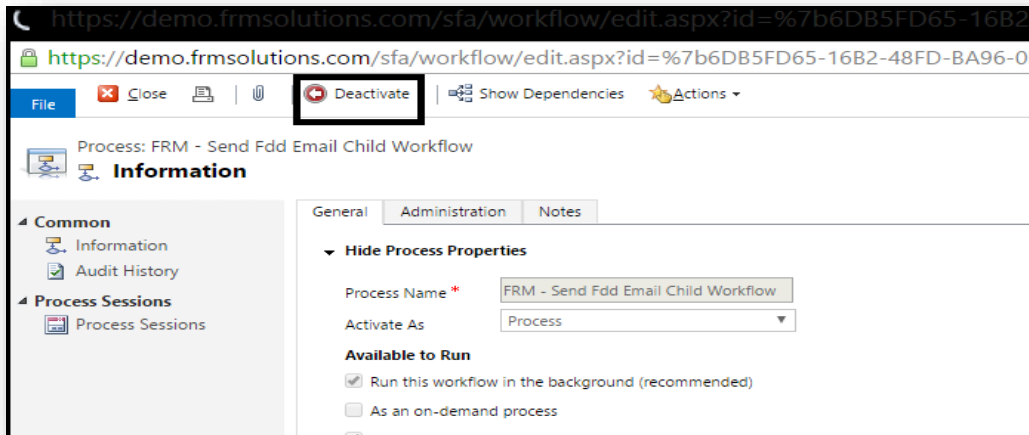 https://demo.frmsolutions.com/sfa/workflow/edit.aspx?id=%7b6DB5FD65-16B2
https://demo.frmsolutions.com/sfa/workflow/edit.aspx?id=%7b6DB5FD65-16B2-48FD-BA96-0
File Close Deactivate Show Dependencies Actions
Process: FRM - Send Fdd Email Child Workflow
Information
Common
Information
Audit History
Process Sessions
Process Sessions
General Administration Notes
Hide Process Properties
Process Name * FRM - Send Fdd Email Child Workflow
Activate As Process
Available to Run
Run this workflow in the background (recommended)
As an on-demand process